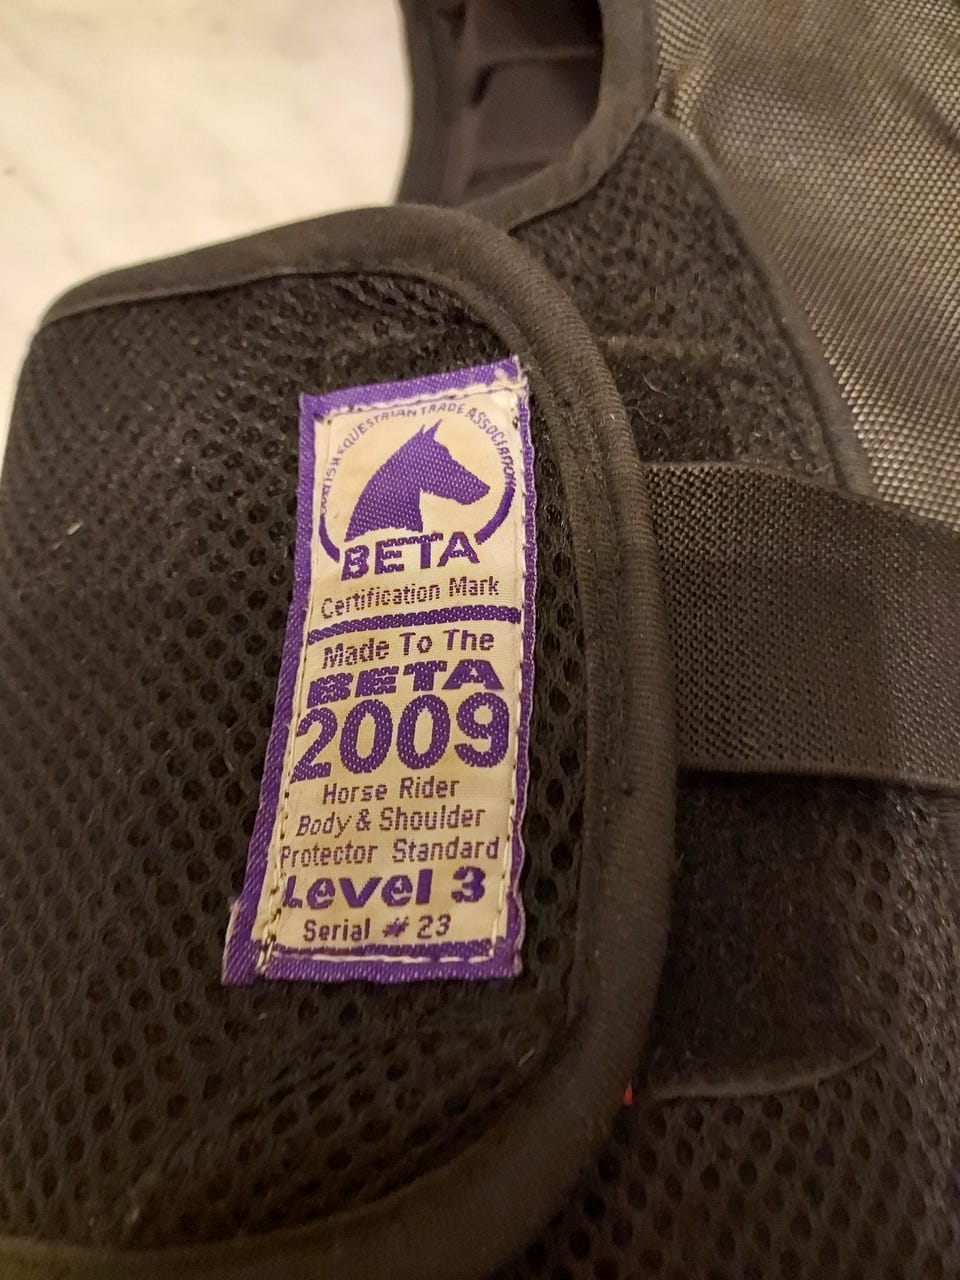 BRITISH EQUESTRIAN TRADE ASSOCIATION
BETA
Certification Mark
Made To The
BETA
2009
Horse Rider
Body & Shoulder
Protector Standard
Level 3
Serial # 23